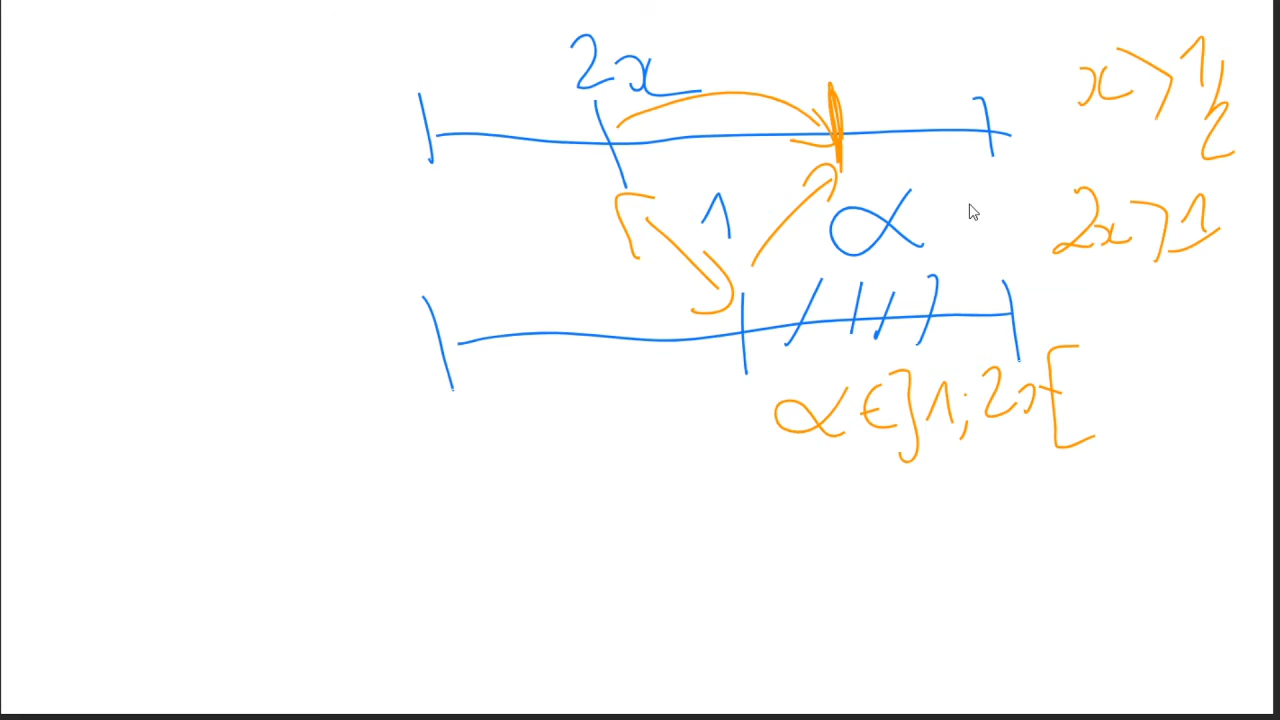 2x
x > 1/2
1
α
2x > 1
α ∈ ]1; 2x[